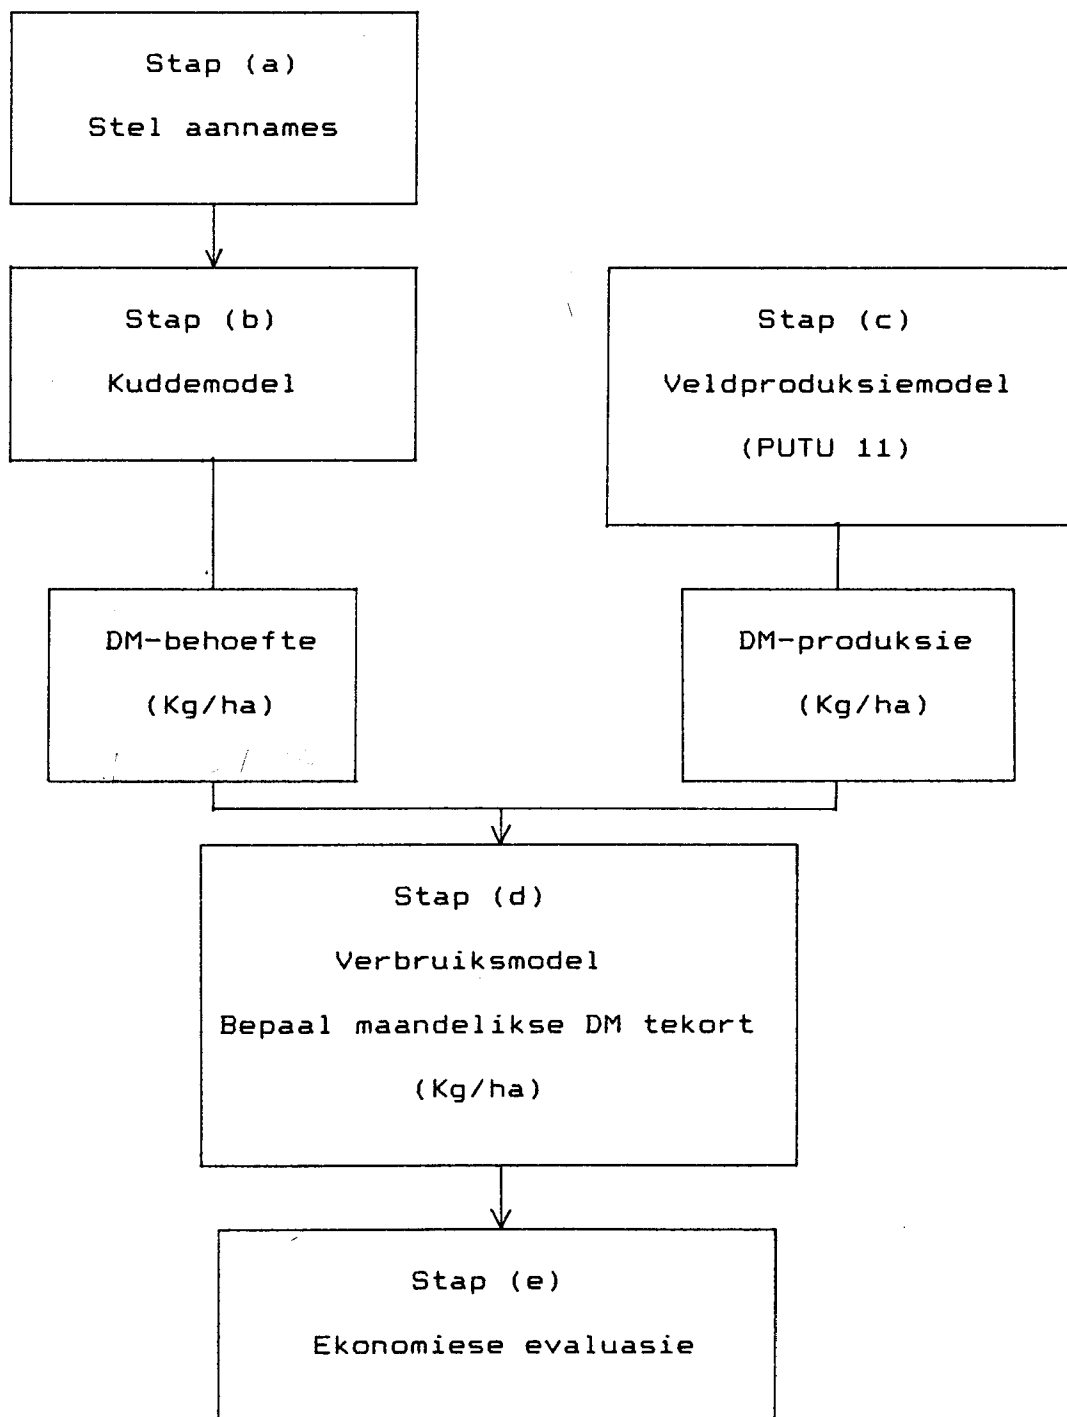 Stap (a)
Stel aannames
Stap (b)
Kuddemodel
Stap (c)
Veldproduksiemodel
(PUTU 11)
DM-behoefte
(Kg/ha)
DM-produksie
(Kg/ha)
Stap (d)
Verbruiksmodel
Bepaal maandelikse DM tekort
(Kg/ha)
Stap (e)
Ekonomiese evaluasie